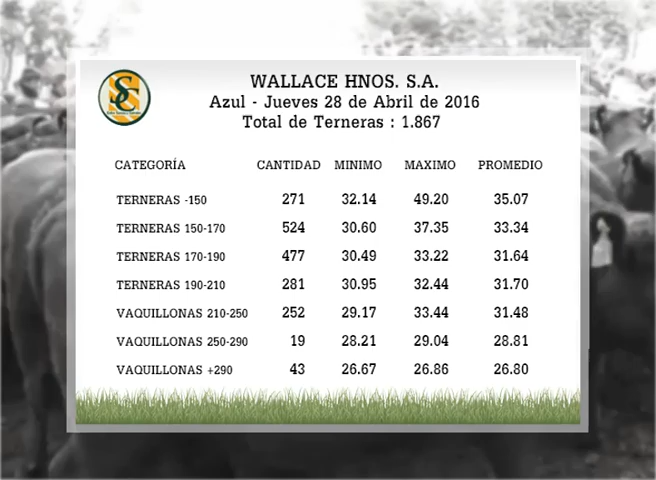 WALLACE HNOS. S.A.
Azul - Jueves 28 de Abril de 2016
Total de Terneras : 1.867
SC
CATEGORÍA CANTIDAD MINIMO MAXIMO PROMEDIO
TERNERAS -150 271 32.14 49.20 35.07
TERNERAS 150-170 524 30.60 37.35 33.34
TERNERAS 170-190 477 30.49 33.22 31.64
TERNERAS 190-210 281 30.95 32.44 31.70
VAQUILLONAS 210-250 252 29.17 33.44 31.48
VAQUILLONAS 250-290 19 28.21 29.04 28.81
VAQUILLONAS +290 43 26.67 26.86 26.80